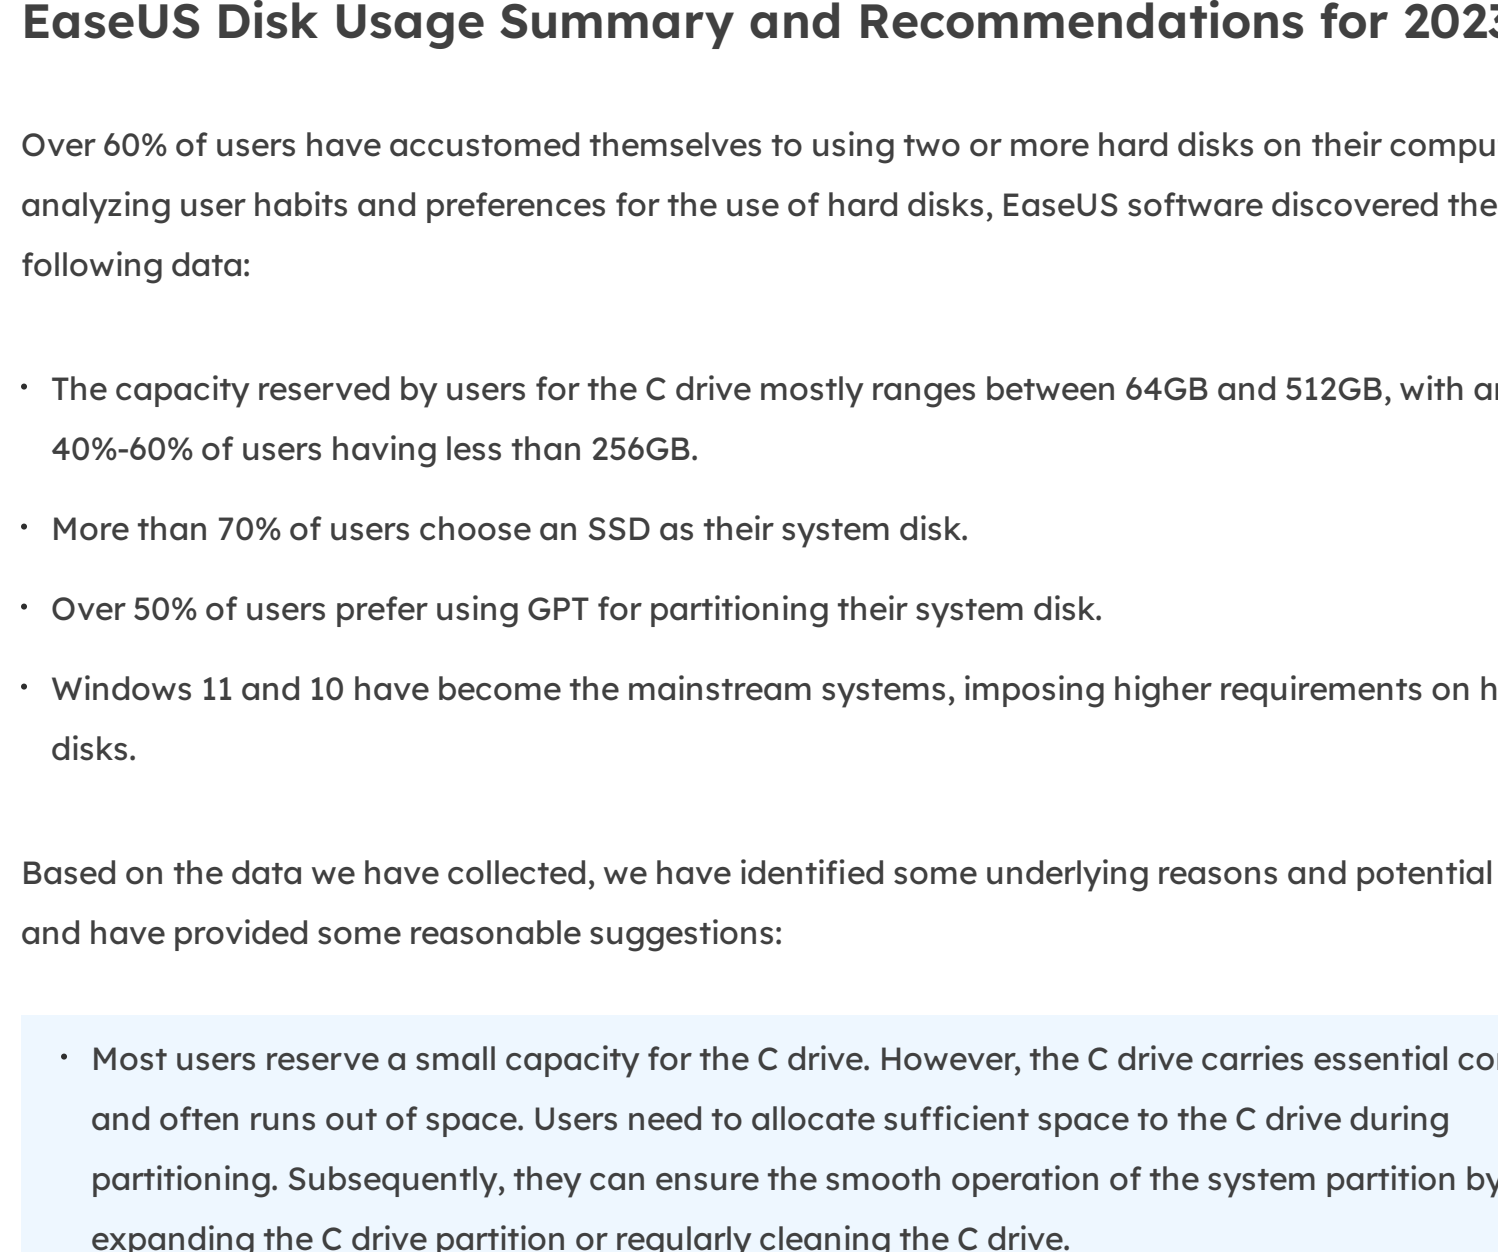 EaseUS Disk Usage Summary and Recommendations for 2023
Over 60% of users have accustomed themselves to using two or more hard disks on their
analyzing user habits and preferences for the use of hard disks, EaseUS software discovered the
following data:
· The capacity reserved by users for the C drive mostly ranges between 64GB and 512GB, with
40%-60% of users having less than 256GB.
· More than 70% of users choose an SSD as their system disk.
· Over 50% of users prefer using GPT for partitioning their system disk.
· Windows 11 and 10 have become the mainstream systems, imposing higher requirements on
disks.
Based on the data we have collected, we have identified some underlying reasons and potential
and have provided some reasonable suggestions:
· Most users reserve a small capacity for the C drive. However, the C drive carries essential
and often runs out of space. Users need to allocate sufficient space to the C drive during
partitioning. Subsequently, they can ensure the smooth operation of the system partition by
expanding the C drive partition or regularly cleaning the C drive.